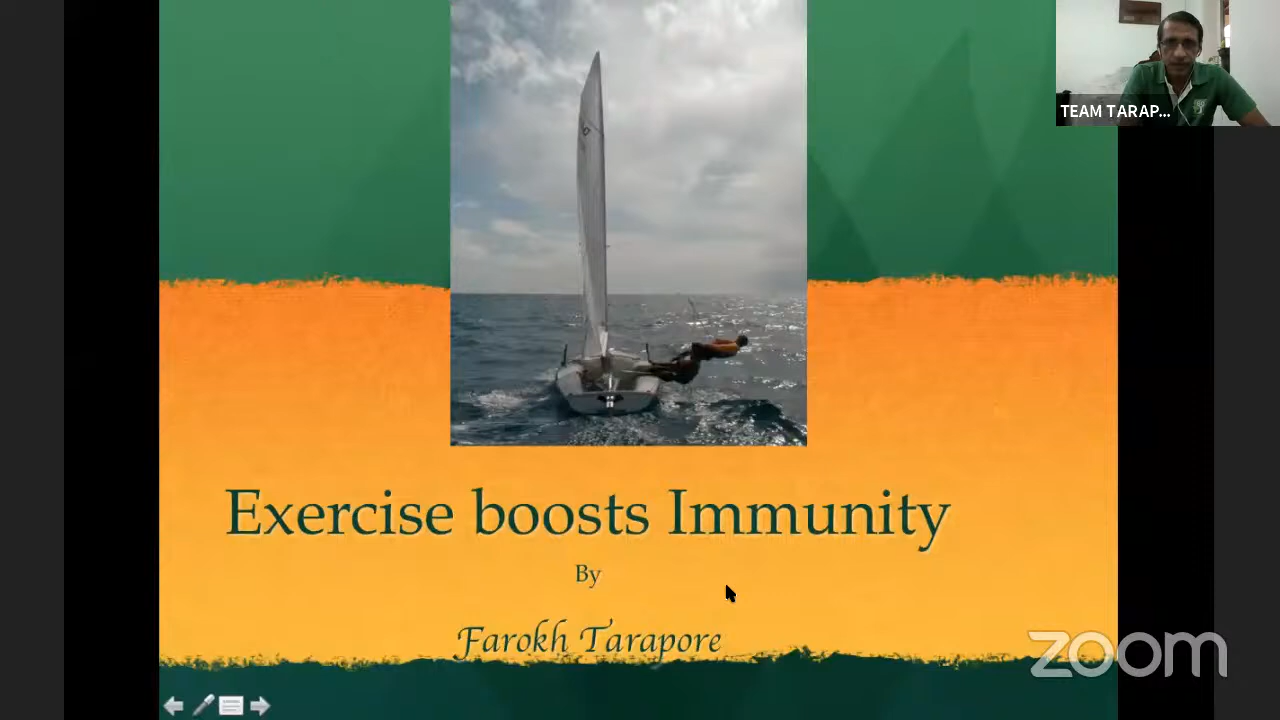 TEAM TARAP...
Exercise boosts Immunity
By
Farokh Tarapore
zoom